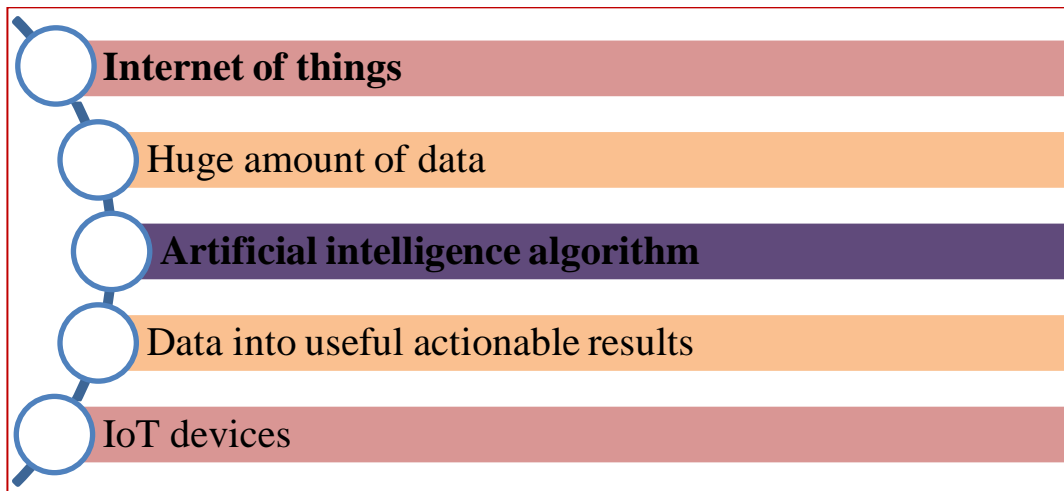 Internet of things
Huge amount of data
Artificial intelligence algorithm
Data into useful actionable results
IoT devices